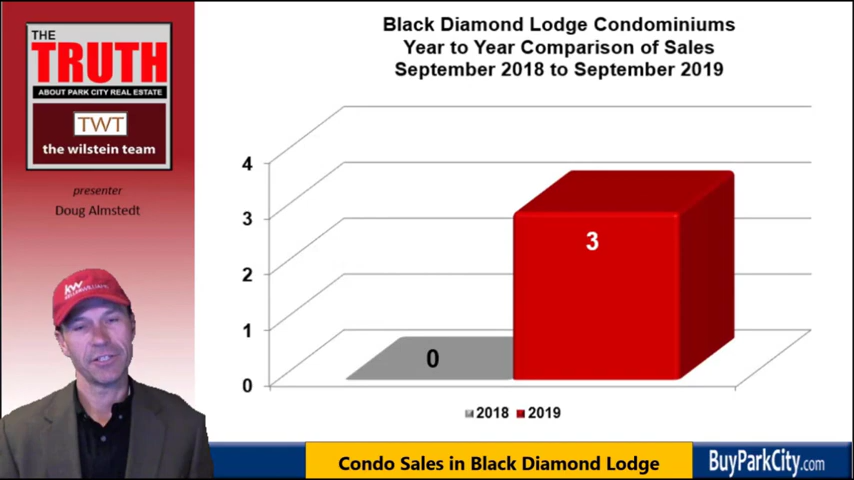 THE
TRUTH
ABOUT PARK CITY REAL ESTATE
TWT
the wilstein team
presenter
Doug Almstedt
Black Diamond Lodge Condominiums
Year to Year Comparison of Sales
September 2018 to September 2019
4
3
2
1
0
0
3
2018 2019
kw
KELLERWILLIAMS
Condo Sales in Black Diamond Lodge
BuyParkCity.com